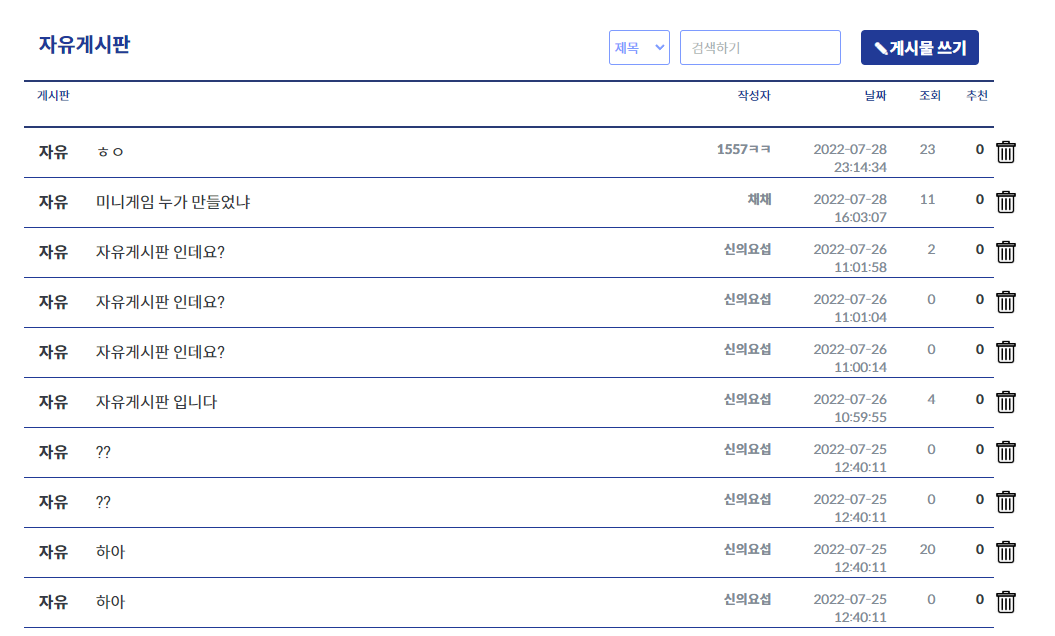 자유게시판
제목 검색하기 게시물 쓰기
게시판 작성자 날짜 조회 추천
자유 ㅎㅇ 1557ㅋㅋ 2022-07-28 23 0
23:14:34
자유 미니게임 누가 만들었냐 채채 2022-07-28 11 0
16:03:07
자유 자유게시판 인데요? 신의요섭 2022-07-26 2 0
11:01:58
자유 자유게시판 인데요? 신의요섭 2022-07-26 0 0
11:01:04
자유 자유게시판 인데요? 신의요섭 2022-07-26 0 0
11:00:14
자유 자유게시판 입니다 신의요섭 2022-07-26 4 0
10:59:55
자유 ?? 신의요섭 2022-07-25 0 0
12:40:11
자유 ?? 신의요섭 2022-07-25 0 0
12:40:11
자유 하아 신의요섭 2022-07-25 20 0
12:40:11
자유 하아 신의요섭 2022-07-25 0 0
12:40:11